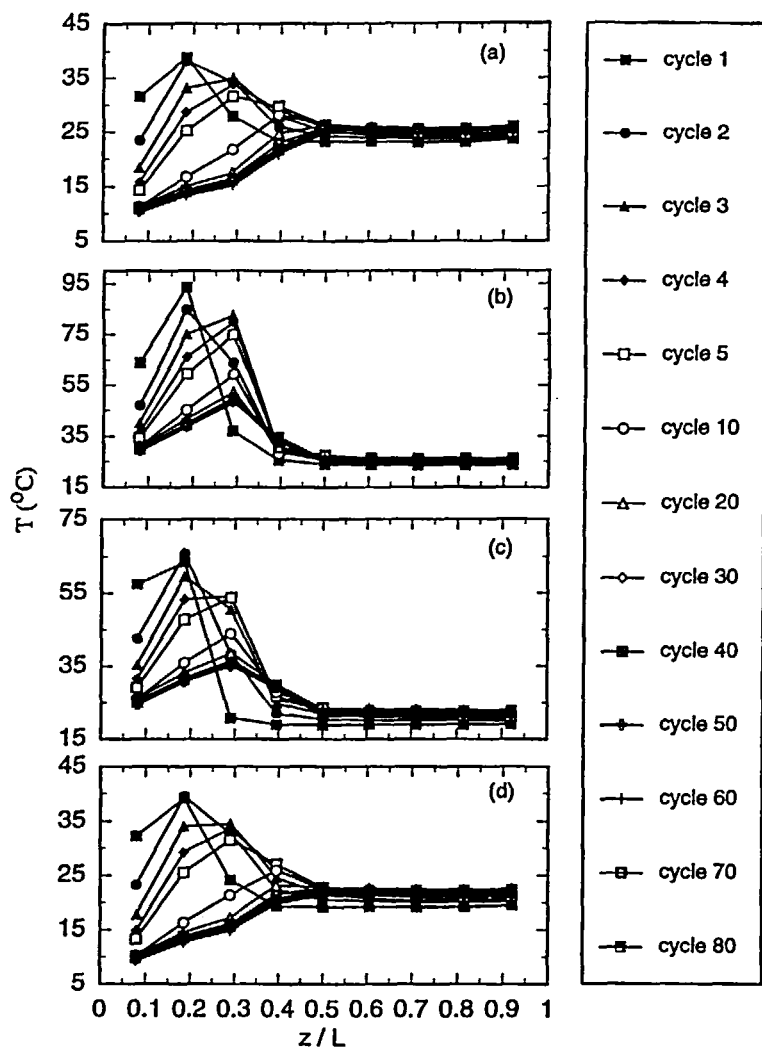 45
35
25
15
5
(a)
95
75
55
35
15
(b)
T (°C)
75
55
35
15
(c)
45
35
25
15
5
(d)
0 0.1 0.2 0.3 0.4 0.5 0.6 0.7 0.8 0.9 1
z / L
cycle 1
cycle 2
cycle 3
cycle 4
cycle 5
cycle 10
cycle 20
cycle 30
cycle 40
cycle 50
cycle 60
cycle 70
cycle 80